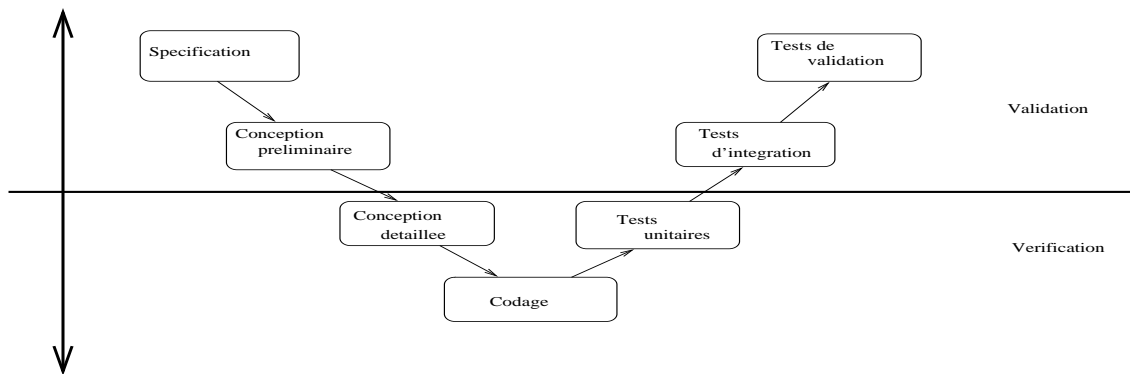 Specification
Conception
preliminaire
Conception
detaillee
Codage
Tests
unitaires
Tests
d'integration
Tests de
validation
Validation
Verification